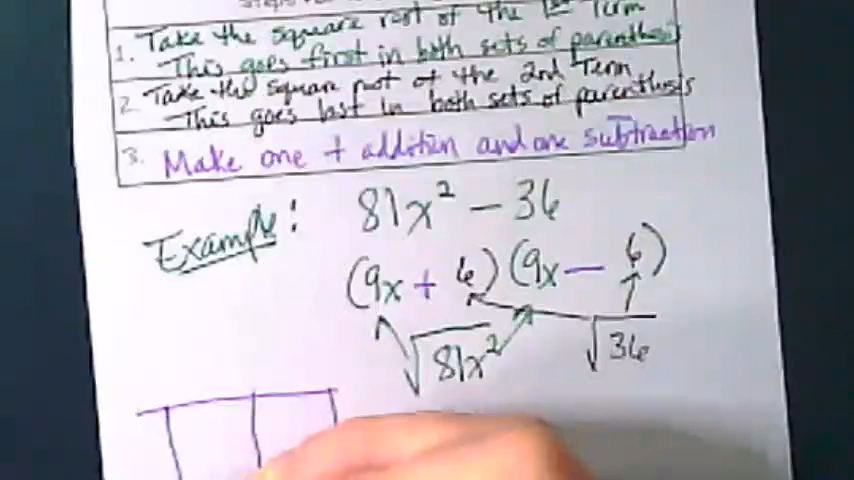 1. Take the square root of the 1st Term
This goes first in both sets of parenthesis
2. Take the square root of the 2nd Term
This goes last in both sets of parenthesis
3. Make one + addition and one subtraction
Example: 81x² - 36
(9x + 6)(9x - 6)
√81x² √36